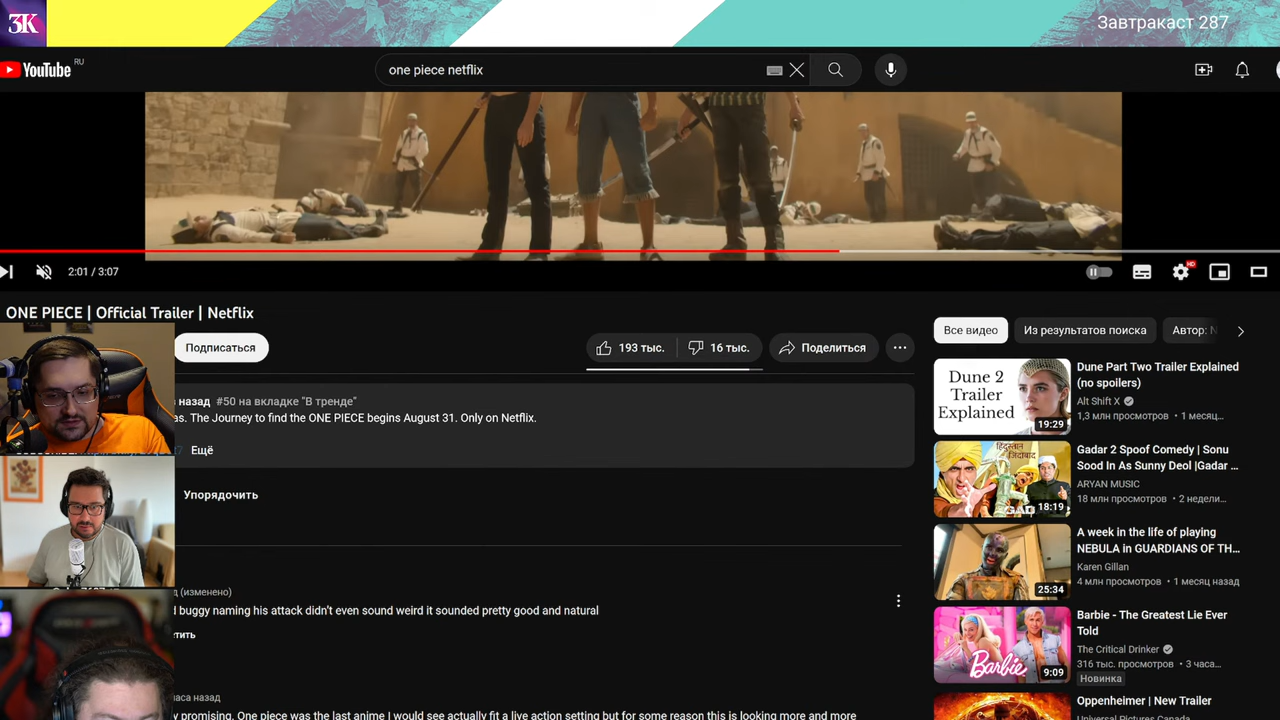 ЗК
Завтракаст 287
YouTube RU
one piece netflix
2:01 / 3:07
HD
ONE PIECE | Official Trailer | Netflix
Подписаться
193 тыс.
16 тыс.
Поделиться
назад #50 на вкладке "В тренде"
as. The Journey to find the ONE PIECE begins August 31. Only on Netflix.
Ещё
Упорядочить
(изменено)
d buggy naming his attack didn't even sound weird it sounded pretty good and natural
етить
часа назад
y promising. One piece was the last anime I would see actually fit a live action setting but for some reason this is looking more and more
Все видео
Из результатов поиска
Автор: N
Dune 2
Trailer
Explained
19:29
Dune Part Two Trailer Explained
(no spoilers)
Alt Shift X
1,3 млн просмотров • 1 месяц...
18:19
Gadar 2 Spoof Comedy | Sonu
Sood In As Sunny Deol |Gadar ...
ARYAN MUSIC
18 млн просмотров • 2 недели...
25:34
A week in the life of playing
NEBULA in GUARDIANS OF TH...
Karen Gillan
4 млн просмотров • 1 месяц назад
Barbie
9:09
Barbie - The Greatest Lie Ever
Told
The Critical Drinker
316 тыс. просмотров • 3 часа...
Новинка
Oppenheimer | New Trailer
Universal Pictures Canada